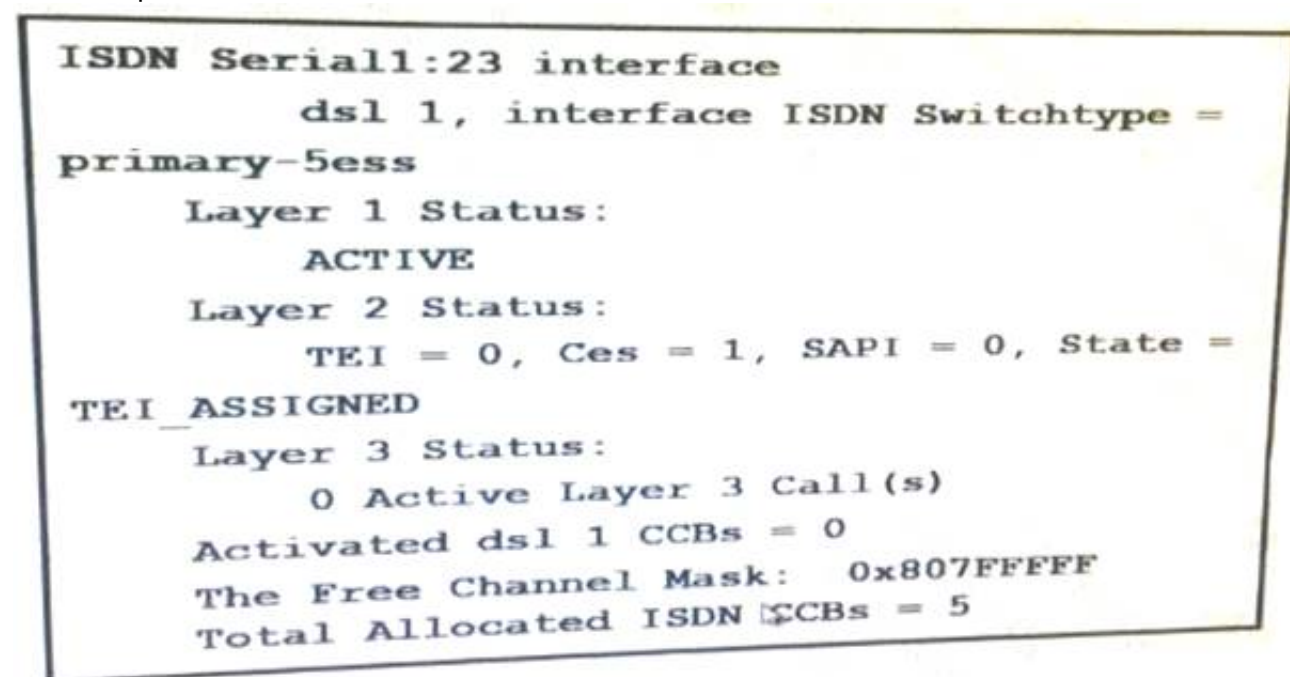 ISDN Serial1:23 interface
dsl 1, interface ISDN Switchtype =
primary-5ess
Layer 1 Status:
ACTIVE
Layer 2 Status:
TEI = 0, Ces = 1, SAPI = 0, State =
TEI_ASSIGNED
Layer 3 Status:
0 Active Layer 3 Call(s)
Activated dsl 1 CCBs = 0
The Free Channel Mask: 0x807FFFFF
Total Allocated ISDN CCBs = 5